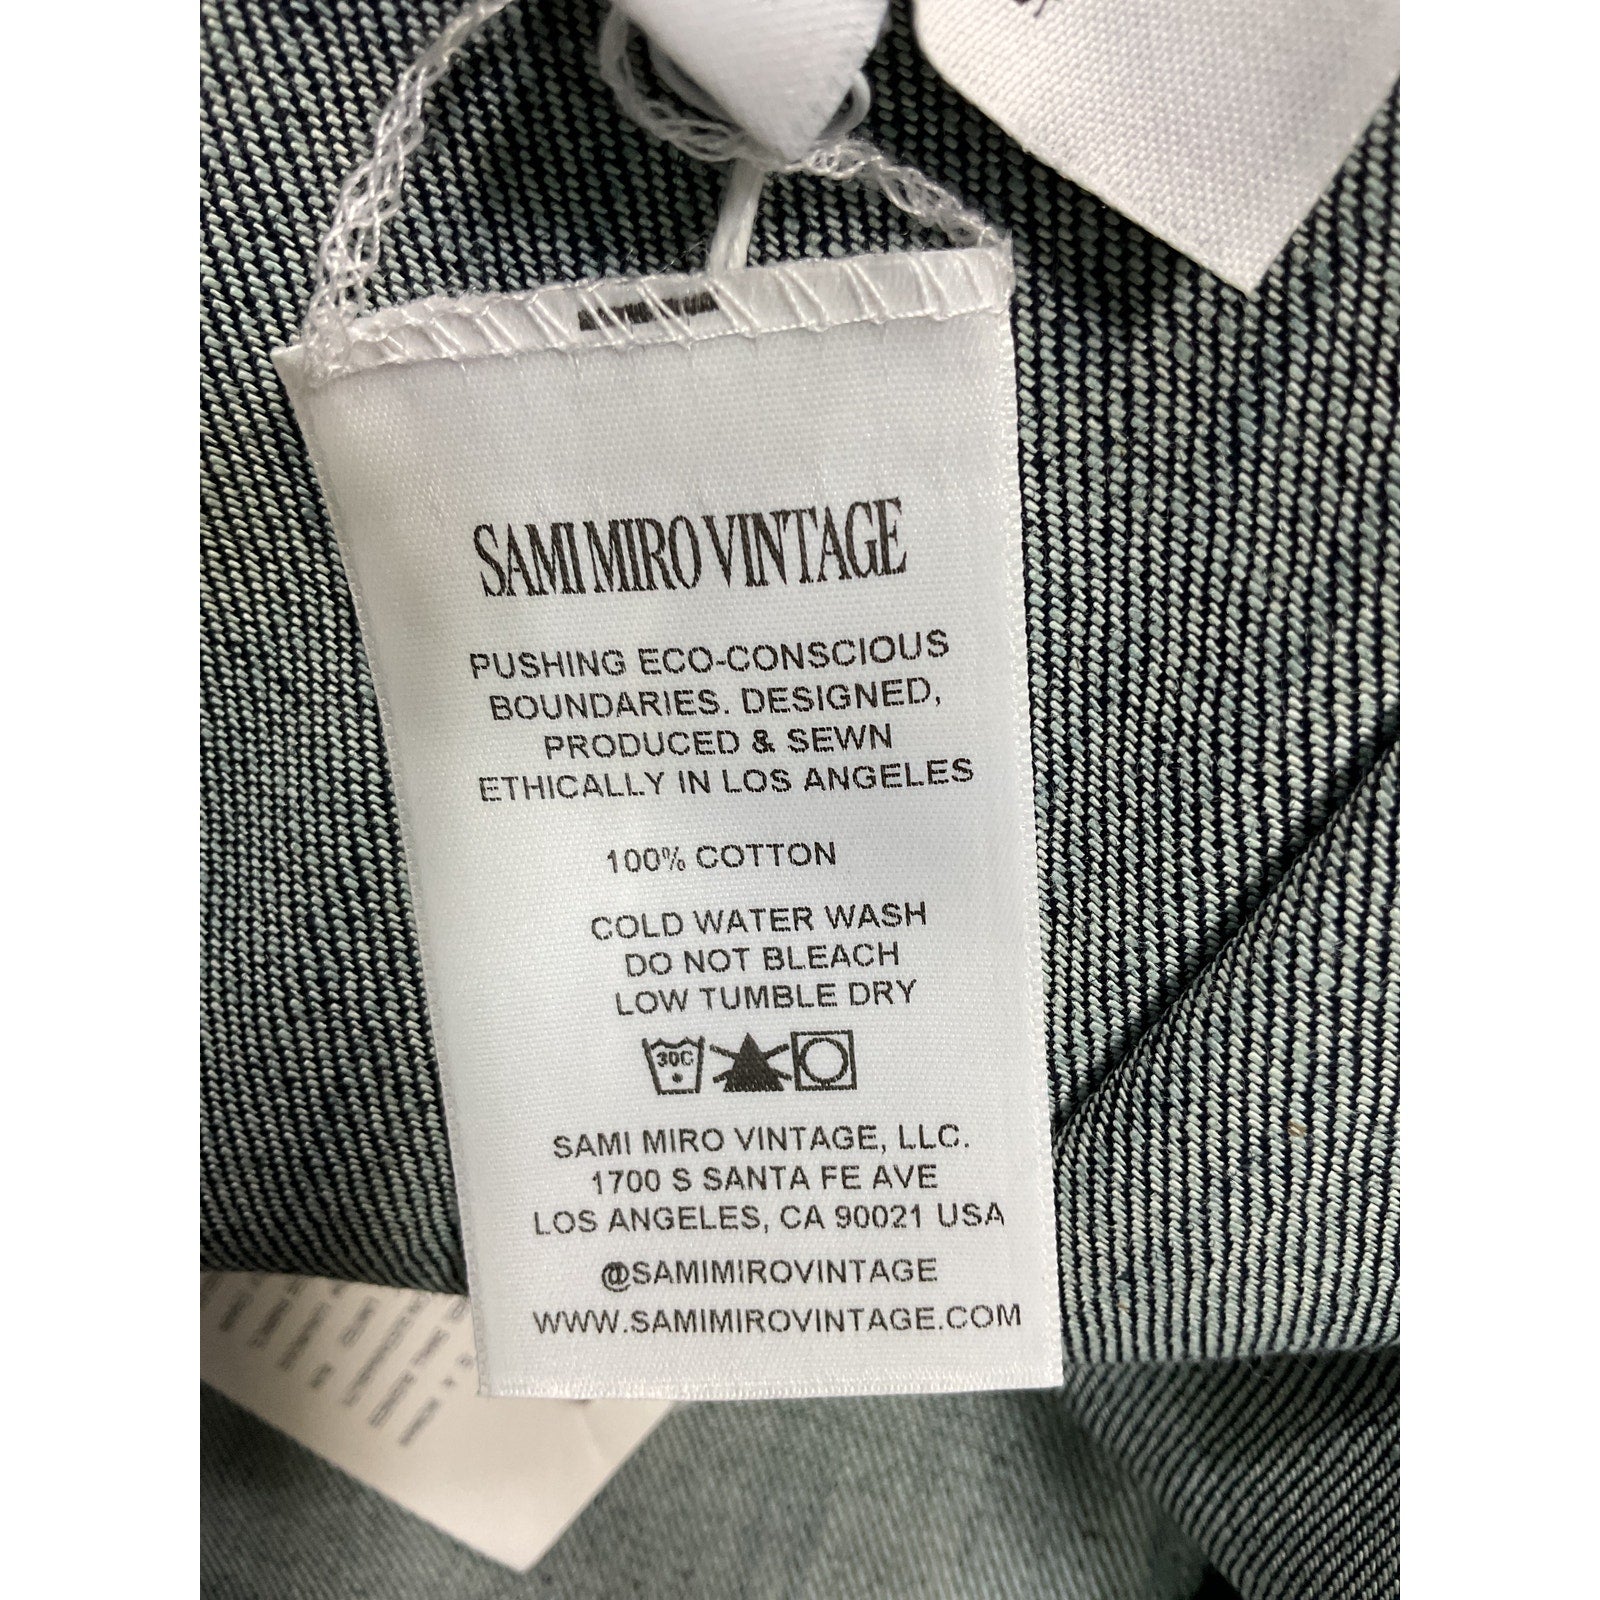 SAMI MIRO VINTAGE
PUSHING ECO-CONSCIOUS
BOUNDARIES. DESIGNED,
PRODUCED & SEWN
ETHICALLY IN LOS ANGELES
100% COTTON
COLD WATER WASH
DO NOT BLEACH
LOW TUMBLE DRY
30C
SAMI MIRO VINTAGE, LLC.
1700 S SANTA FE AVE
LOS ANGELES, CA 90021 USA
@SAMIMIROVINTAGE
WWW.SAMIMIROVINTAGE.COM